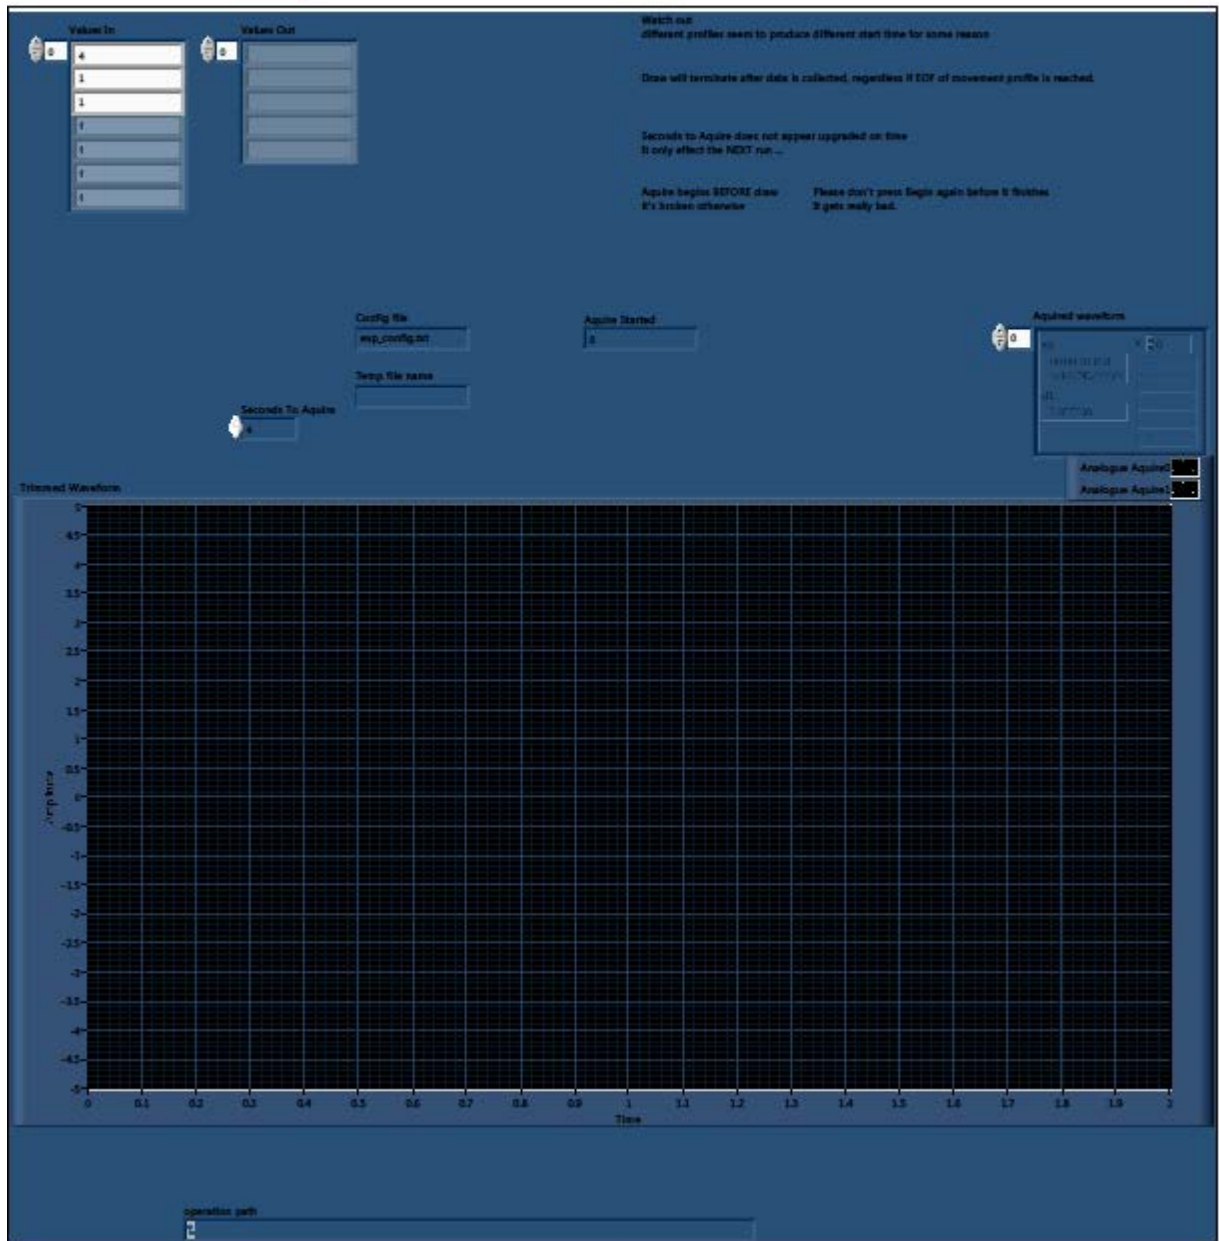 Values In
Values Out
0
0
4
1
1
Watch out
different profiles seem to produce different start time for some reason
Draw will terminate after data is collected, regardless if EOF of movement profile is reached.
Seconds to Aquire does not appear upgraded on time
It only effect the NEXT run ...
Aquire begins BEFORE draw
it's broken otherwise
Please don't press Begin again before it finishes
It gets really bad.
Config file
exp_config.txt
Aquire Started
Temp file name
Seconds To Aquire
Aquired waveform
0
Analogue Aquire0
Analogue Aquire1
Trimmed Waveform
5
4.5
4
3.5
3
2.5
2
1.5
1
0.5
0
-0.5
-1
-1.5
-2
-2.5
-3
-3.5
-4
-4.5
-5
Amplitude
0 0.1 0.2 0.3 0.4 0.5 0.6 0.7 0.8 0.9 1 1.1 1.2 1.3 1.4 1.5 1.6 1.7 1.8 1.9 2
Time
operation path